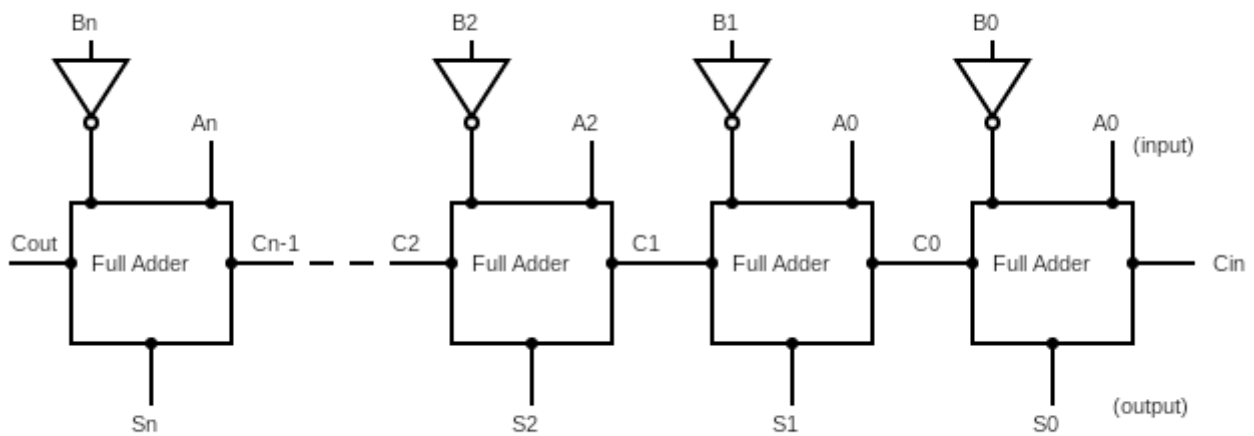 Bn B2 B1 B0
An A2 A0 A0
(input)
Cout Full Adder Cn-1 C2 Full Adder C1 Full Adder C0 Full Adder Cin
Sn S2 S1 S0
(output)